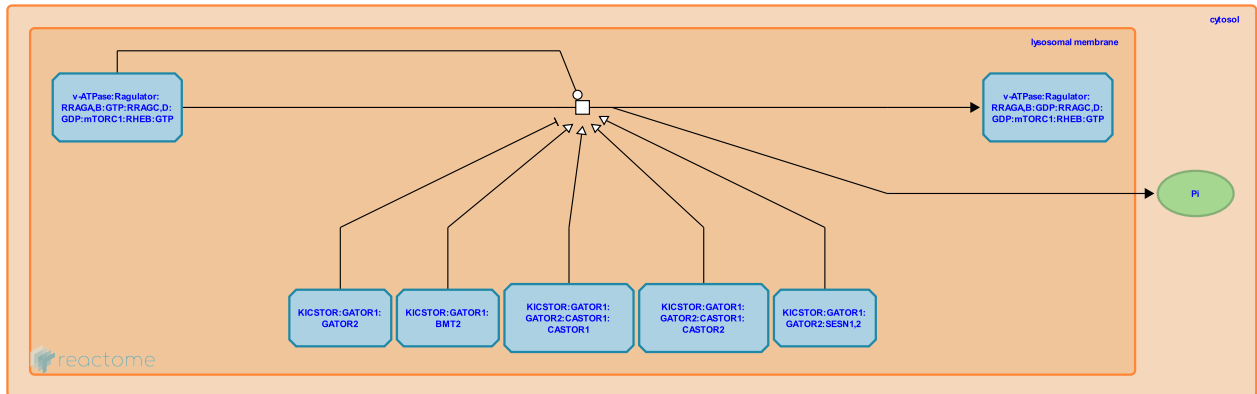 cytosol
lysosomal membrane
v-ATPase:Ragulator:
RRAGA,B:GTP:RRAGC,D:
GDP:mTORC1:RHEB:GTP
v-ATPase:Ragulator:
RRAGA,B:GDP:RRAGC,D:
GDP:mTORC1:RHEB:GTP
Pi
KICSTOR:GATOR1:
GATOR2
KICSTOR:GATOR1:
BMT2
KICSTOR:GATOR1:
GATOR2:CASTOR1:
CASTOR1
KICSTOR:GATOR1:
GATOR2:CASTOR1:
CASTOR2
KICSTOR:GATOR1:
GATOR2:SESN1,2
reactome